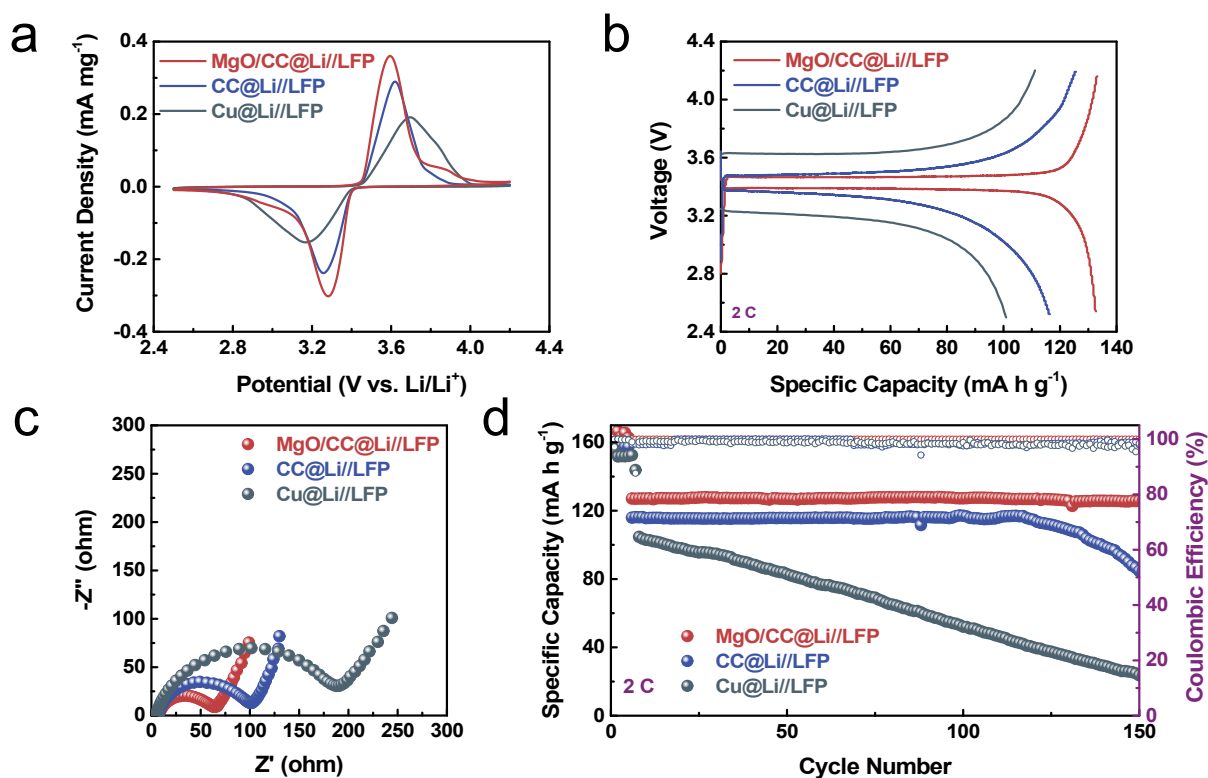 a
0.4
0.2
0.0
-0.2
-0.4
Current Density (mA mg⁻¹)
MgO/CC@Li//LFP
CC@Li//LFP
Cu@Li//LFP
2.4 2.8 3.2 3.6 4.0 4.4
Potential (V vs. Li/Li⁺)
b
4.4
4.0
3.6
3.2
2.8
2.4
Voltage (V)
MgO/CC@Li//LFP
CC@Li//LFP
Cu@Li//LFP
2 C
0 20 40 60 80 100 120 140
Specific Capacity (mA h g⁻¹)
c
300
250
200
150
100
50
0
-Z'' (ohm)
MgO/CC@Li//LFP
CC@Li//LFP
Cu@Li//LFP
0 50 100 150 200 250 300
Z' (ohm)
d
160
120
80
40
0
Specific Capacity (mA h g⁻¹)
MgO/CC@Li//LFP
CC@Li//LFP
Cu@Li//LFP
2 C
0 50 100 150
Cycle Number
100
80
60
40
20
0
Coulombic Efficiency (%)